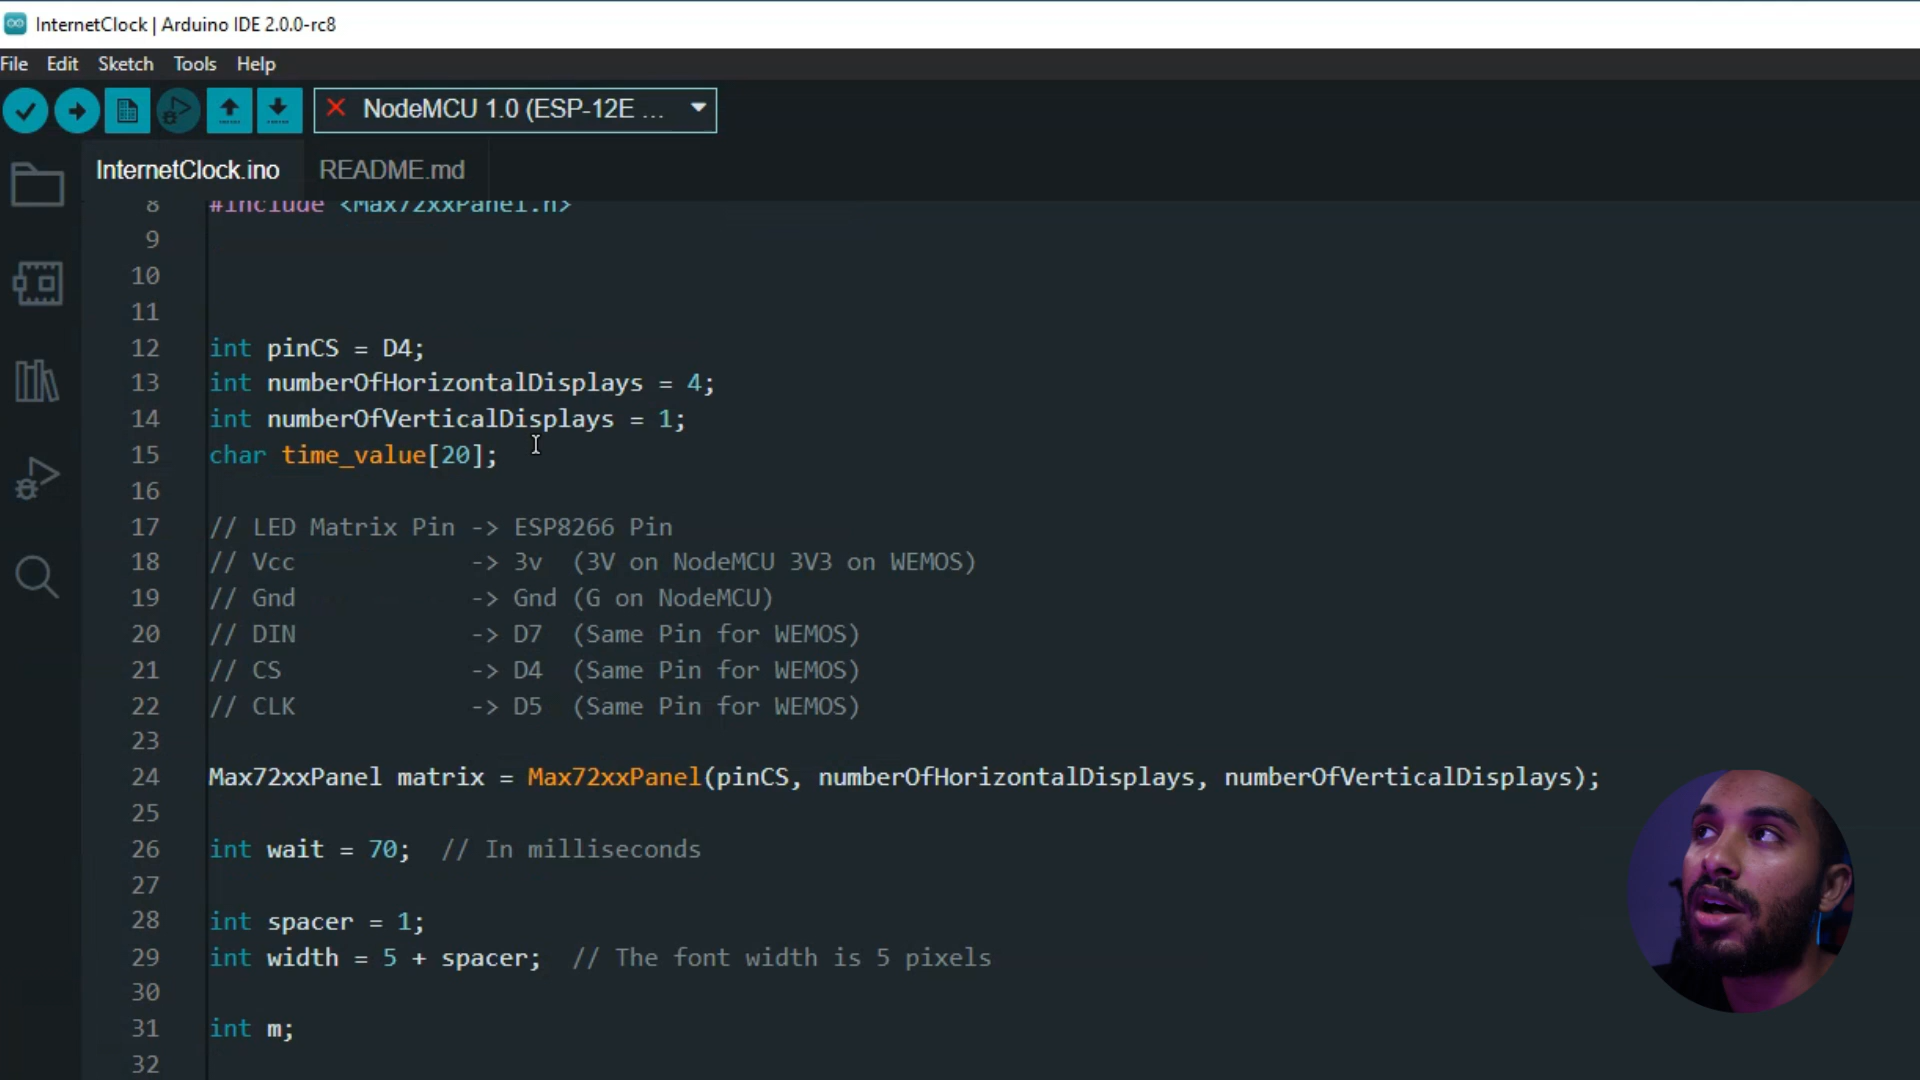 InternetClock | Arduino IDE 2.0.0-rc8
File Edit Sketch Tools Help
NodeMCU 1.0 (ESP-12E ...
InternetClock.ino README.md
8 #include <Max72xxPanel.h>
9
10
11
12 int pinCS = D4;
13 int numberOfHorizontalDisplays = 4;
14 int numberOfVerticalDisplays = 1;
15 char time_value[20];
16
17 // LED Matrix Pin -> ESP8266 Pin
18 // Vcc            -> 3v  (3V on NodeMCU 3V3 on WEMOS)
19 // Gnd            -> Gnd (G on NodeMCU)
20 // DIN            -> D7  (Same Pin for WEMOS)
21 // CS             -> D4  (Same Pin for WEMOS)
22 // CLK            -> D5  (Same Pin for WEMOS)
23
24 Max72xxPanel matrix = Max72xxPanel(pinCS, numberOfHorizontalDisplays, numberOfVerticalDisplays);
25
26 int wait = 70;  // In milliseconds
27
28 int spacer = 1;
29 int width = 5 + spacer;  // The font width is 5 pixels
30
31 int m;
32